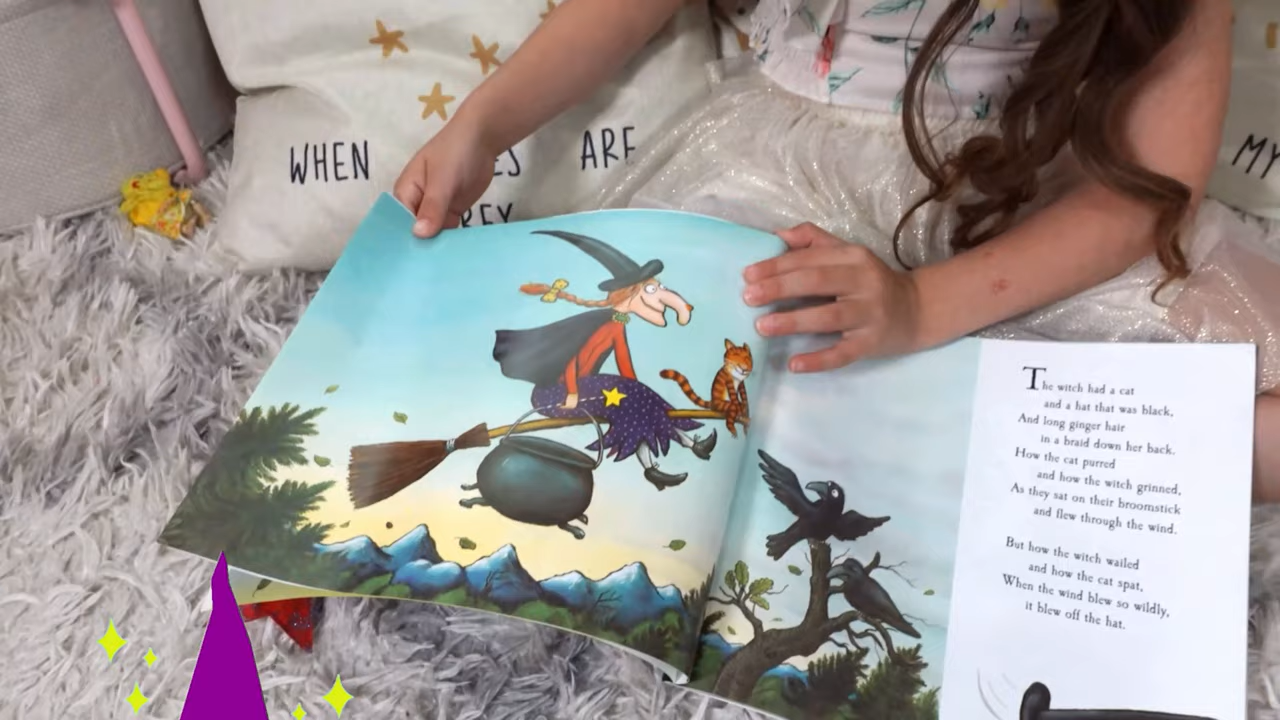 WHEN
ARE
MY
The witch had a cat
and a hat that was black,
And long ginger hair
in a braid down her back.
How the cat purred
and how the witch grinned,
As they sat on their broomstick
and flew through the wind.
But how the witch wailed
and how the cat spat,
When the wind blew so wildly,
it blew off the hat.